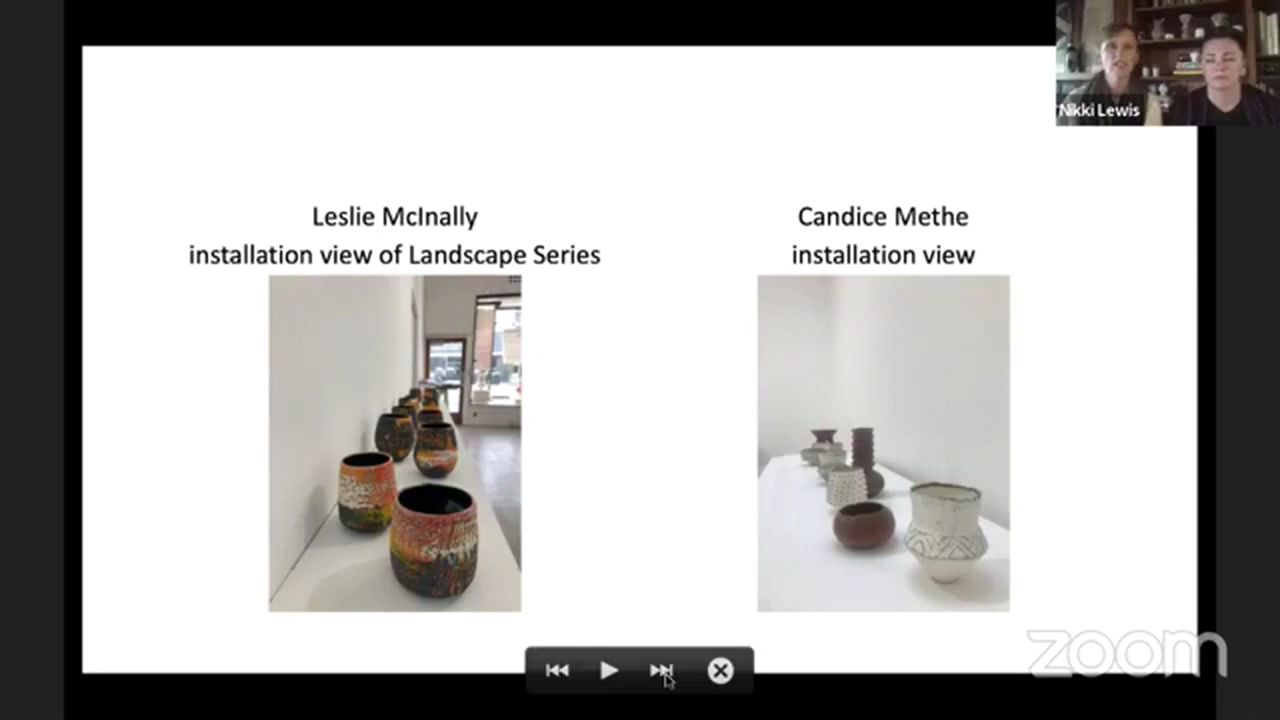 Nikki Lewis
Leslie McInally
installation view of Landscape Series
Candice Methe
installation view
zoom